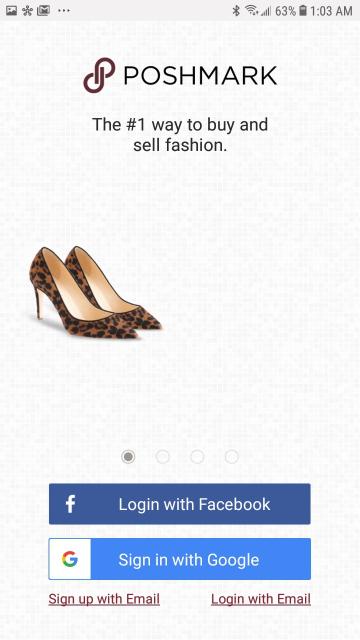 63% 1:03 AM
POSHMARK
The #1 way to buy and
sell fashion.
f Login with Facebook
G Sign in with Google
Sign up with Email Login with Email